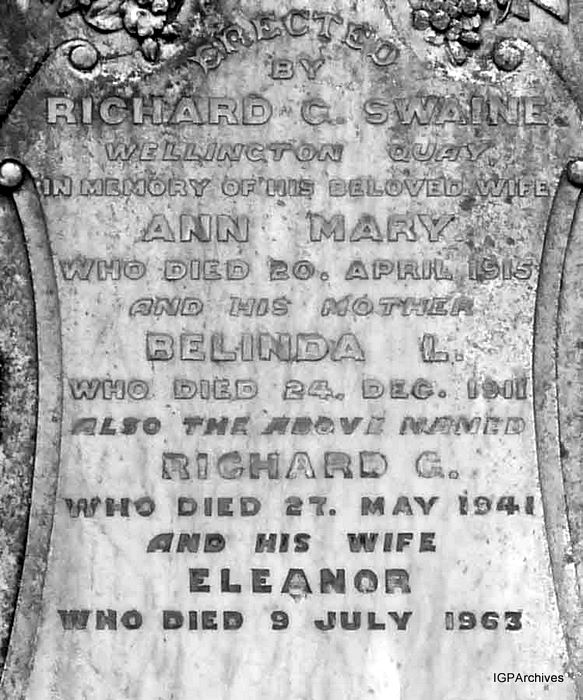 ERECTED
BY
RICHARD G. SWAINE
WELLINGTON QUAY,
IN MEMORY OF HIS BELOVED WIFE
ANN MARY
WHO DIED 20. APRIL 1915
AND HIS MOTHER
BELINDA L.
WHO DIED 24. DEC. 1911
ALSO THE ABOVE NAMED
RICHARD G.
WHO DIED 27. MAY 1941
AND HIS WIFE
ELEANOR
WHO DIED 9 JULY 1963
IGPArchives